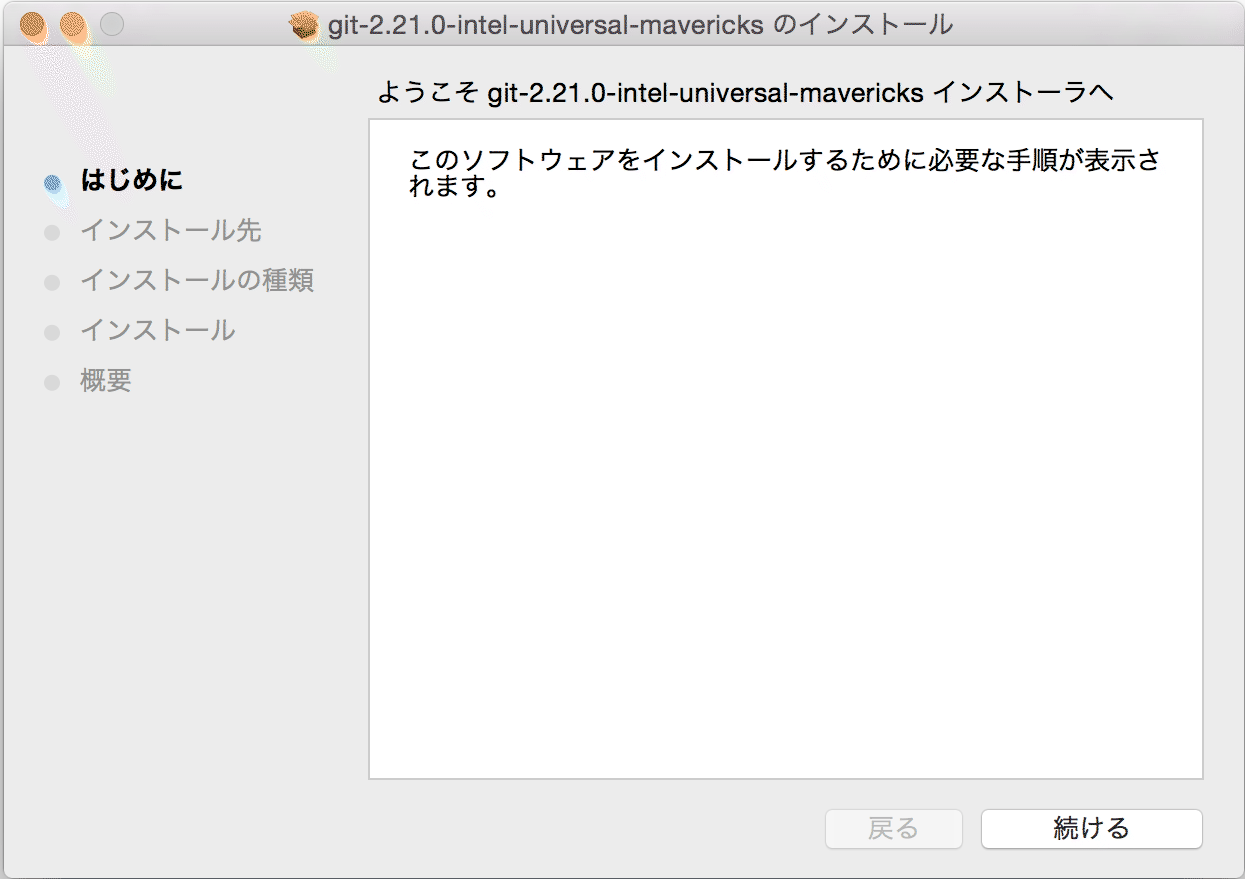 git-2.21.0-intel-universal-mavericks のインストール
ようこそ git-2.21.0-intel-universal-mavericks インストーラへ
はじめに
インストール先
インストールの種類
インストール
概要
このソフトウェアをインストールするために必要な手順が表示さ
れます。
戻る
続ける